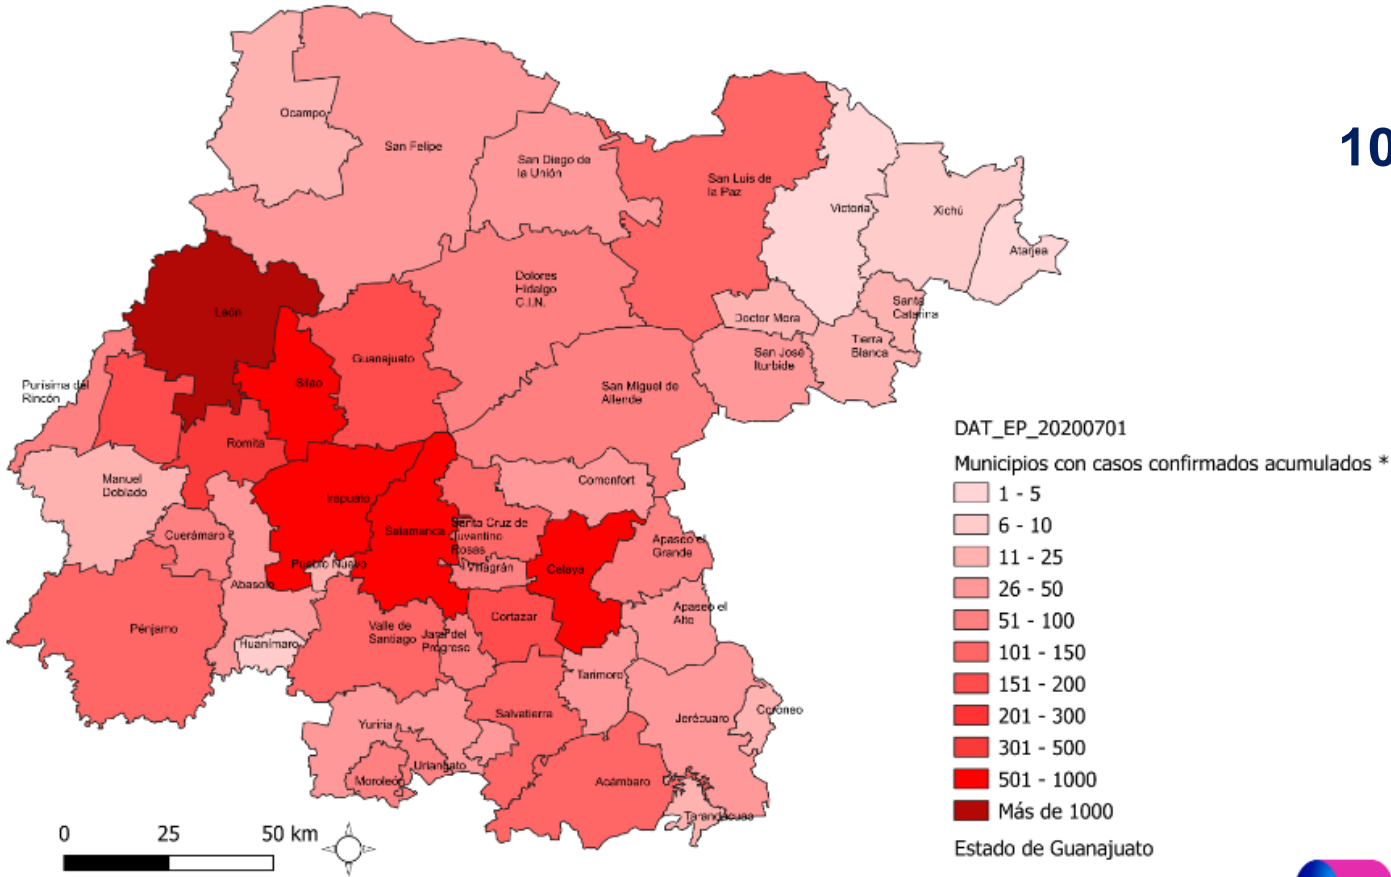 Ocampo
San Felipe
San Diego de
la Unión
San Luis de
la Paz
10
Victoria
Xichú
Atarjea
Dolores
Hidalgo
C.I.N.
León
Santa
Catarina
Doctor Mora
Tierra
Blanca
San José
Iturbide
Guanajuato
Silao
Purísima del
Rincón
San Miguel de
Allende
Romita
Manuel
Doblado
Irapuato
Comonfort
Salamanca
Santa Cruz de
Juventino
Rosas
Cuerámaro
Apaseo el
Grande
Pueblo Nuevo
Villagrán
Celaya
Abasolo
Apaseo el
Alto
Pénjamo
Valle de
Santiago
Jaral del
Progreso
Cortazar
Huanímaro
Tarimoro
Yuriria
Salvatierra
Jerécuaro
Coroneo
Uriangato
Moroleón
Acámbaro
Tarandacuao
0 25 50 km
DAT_EP_20200701
Municipios con casos confirmados acumulados *
1 - 5
6 - 10
11 - 25
26 - 50
51 - 100
101 - 150
151 - 200
201 - 300
301 - 500
501 - 1000
Más de 1000
Estado de Guanajuato